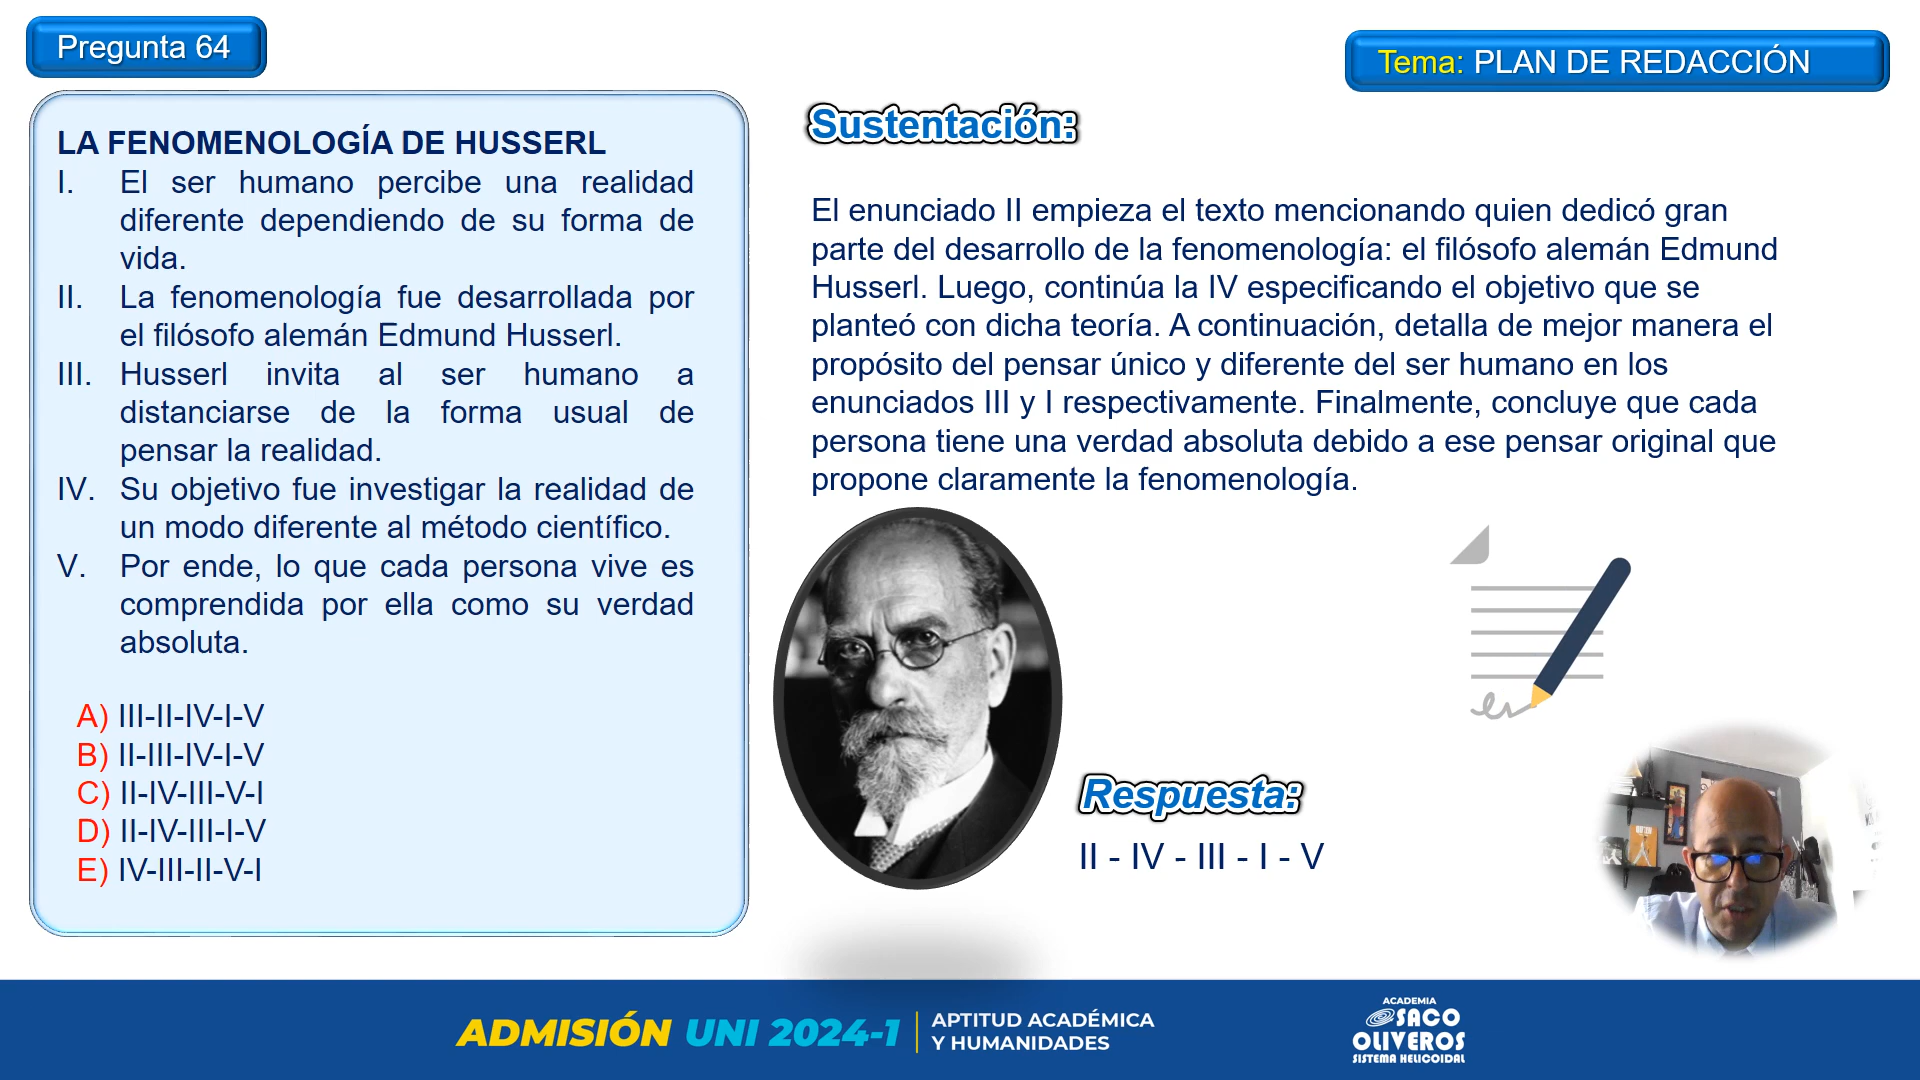 Pregunta 64
Tema: PLAN DE REDACCIÓN
LA FENOMENOLOGÍA DE HUSSERL
I. El ser humano percibe una realidad
diferente dependiendo de su forma de
vida.
II. La fenomenología fue desarrollada por
el filósofo alemán Edmund Husserl.
III. Husserl invita al ser humano a
distanciarse de la forma usual de
pensar la realidad.
IV. Su objetivo fue investigar la realidad de
un modo diferente al método científico.
V. Por ende, lo que cada persona vive es
comprendida por ella como su verdad
absoluta.
A) III-II-IV-I-V
B) II-III-IV-I-V
C) II-IV-III-V-I
D) II-IV-III-I-V
E) IV-III-II-V-I
Sustentación:
El enunciado II empieza el texto mencionando quien dedicó gran
parte del desarrollo de la fenomenología: el filósofo alemán Edmund
Husserl. Luego, continúa la IV especificando el objetivo que se
planteó con dicha teoría. A continuación, detalla de mejor manera el
propósito del pensar único y diferente del ser humano en los
enunciados III y I respectivamente. Finalmente, concluye que cada
persona tiene una verdad absoluta debido a ese pensar original que
propone claramente la fenomenología.
Respuesta:
II - IV - III - I - V
ADMISIÓN UNI 2024-1
APTITUD ACADÉMICA
Y HUMANIDADES
ACADEMIA
SACO
OLIVEROS
SISTEMA HELICOIDAL